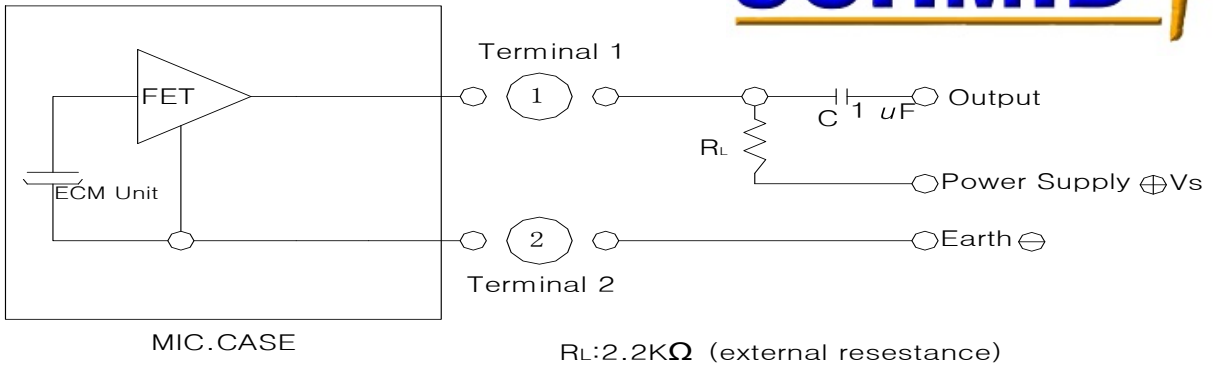 Terminal 1
FET
1
Output
C 1 uF
RL
ECM Unit
Power Supply ⊕Vs
2
Earth ⊖
Terminal 2
MIC.CASE
RL:2.2KΩ (external resestance)